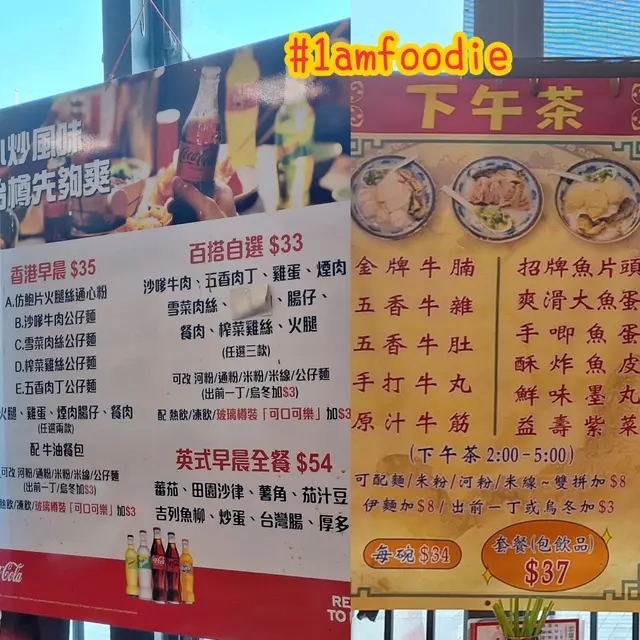 #1amfoodie
炒風味
樽先夠爽
香港早晨 $35
A.仿鮑片火腿絲通心粉
B.沙嗲牛肉公仔麵
C.雪菜肉絲公仔麵
D.榨菜雞絲公仔麵
E.五香肉丁公仔麵
火腿、雞蛋、煙肉腸仔、餐肉
(任選兩款)
配 牛油餐包
可改 河粉/通粉/米粉/米線/公仔麵
(出前一丁/烏冬加$3)
熱飲/凍飲/玻璃樽裝「可口可樂」加$3
百搭自選 $33
沙嗲牛肉、五香肉丁、雞蛋、煙肉
雪菜肉絲、、腸仔、
餐肉、榨菜雞絲、火腿
(任選三款)
可改 河粉/通粉/米粉/米線/公仔麵
(出前一丁/烏冬加$3)
配 熱飲/凍飲/玻璃樽裝「可口可樂」加$3
英式早晨全餐 $54
蕃茄、田園沙律、薯角、茄汁豆
吉列魚柳、炒蛋、台灣腸、厚多
Coca-Cola
下午茶
金牌牛腩
五香牛雜
五香牛肚
手打牛丸
原汁牛筋
招牌魚片頭
爽滑大魚蛋
手唧魚蛋
酥炸魚皮
鮮味墨丸
益壽紫菜
(下午茶 2:00-5:00)
可配麵/米粉/河粉/米線~雙拼加$8
伊麵加$8/出前一丁或烏冬加$3
每碗$34
套餐(包飲品)
$37